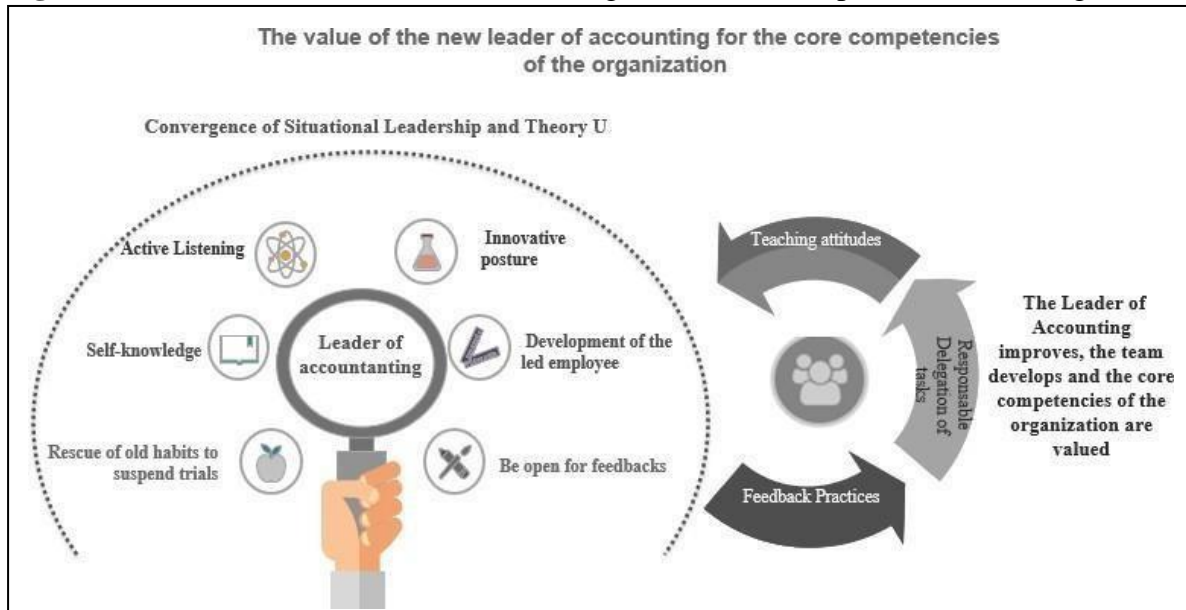 The value of the new leader of accounting for the core competencies
of the organization
Convergence of Situational Leadership and Theory U
Active Listening
Innovative
posture
Self-knowledge
Leader of
accountanting
Development of the
led employee
Rescue of old habits to
suspend trials
Be open for feedbacks
Teaching attitudes
Responsable
Delegation of
tasks
Feedback Practices
The Leader of
Accounting
improves, the team
develops and the core
competencies of the
organization are
valued